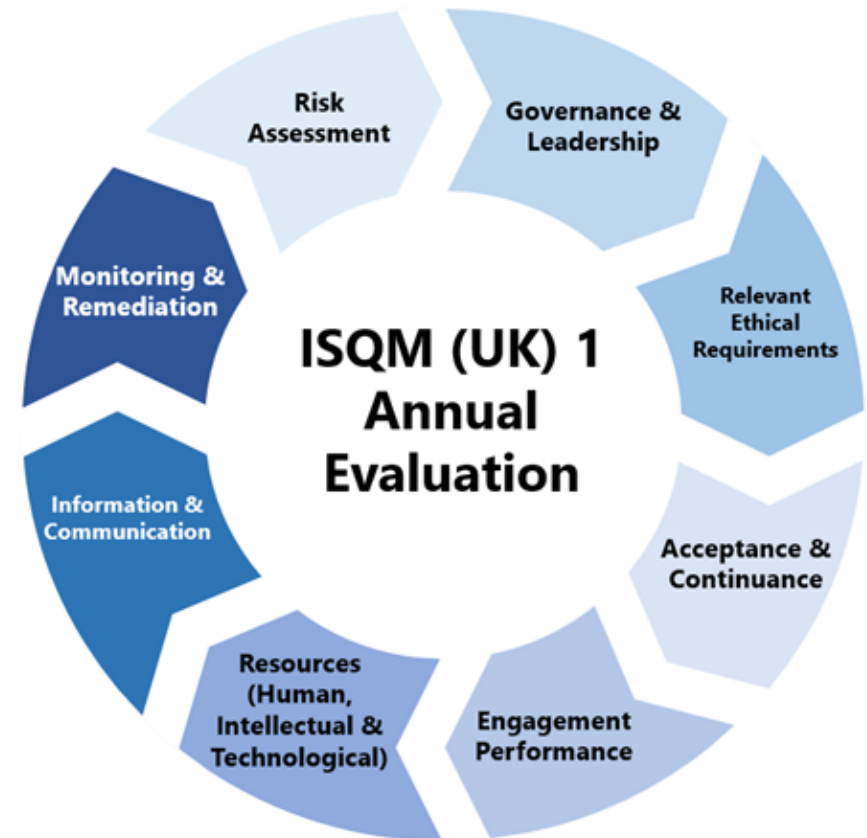 Risk
Assessment
Governance &
Leadership
Relevant
Ethical
Requirements
Acceptance &
Continuance
Engagement
Performance
Resources
(Human,
Intellectual &
Technological)
Information &
Communication
Monitoring &
Remediation
ISQM (UK) 1
Annual
Evaluation